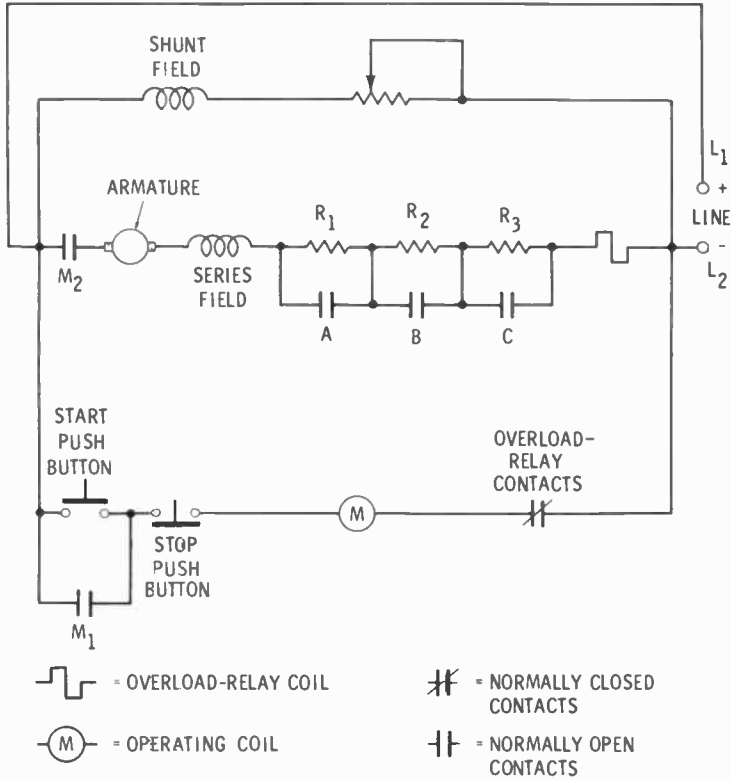 SHUNT
FIELD
L1
+
LINE
-
L2
ARMATURE
R1
R2
R3
M2
SERIES
FIELD
A
B
C
START
PUSH
BUTTON
OVERLOAD-
RELAY
CONTACTS
M
STOP
PUSH
BUTTON
M1
= OVERLOAD-RELAY COIL
= NORMALLY CLOSED
CONTACTS
M
= OPERATING COIL
= NORMALLY OPEN
CONTACTS